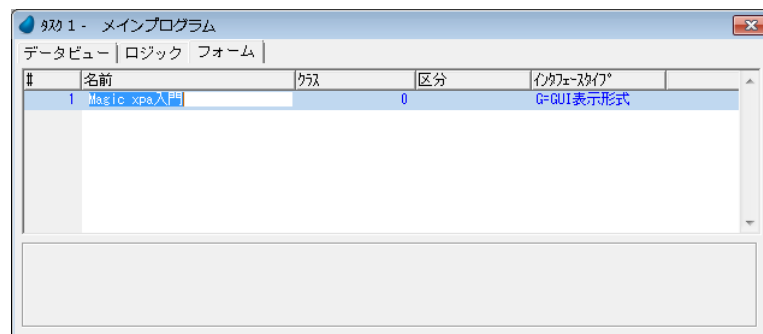 ﾀｽｸ 1 - メインプログラム
データビュー ロジック フォーム
# 名前 ｸﾗｽ 区分 ｲﾝﾀﾌｪｰｽﾀｲﾌﾟ
1 Magic xpa入門 0 G=GUI表示形式